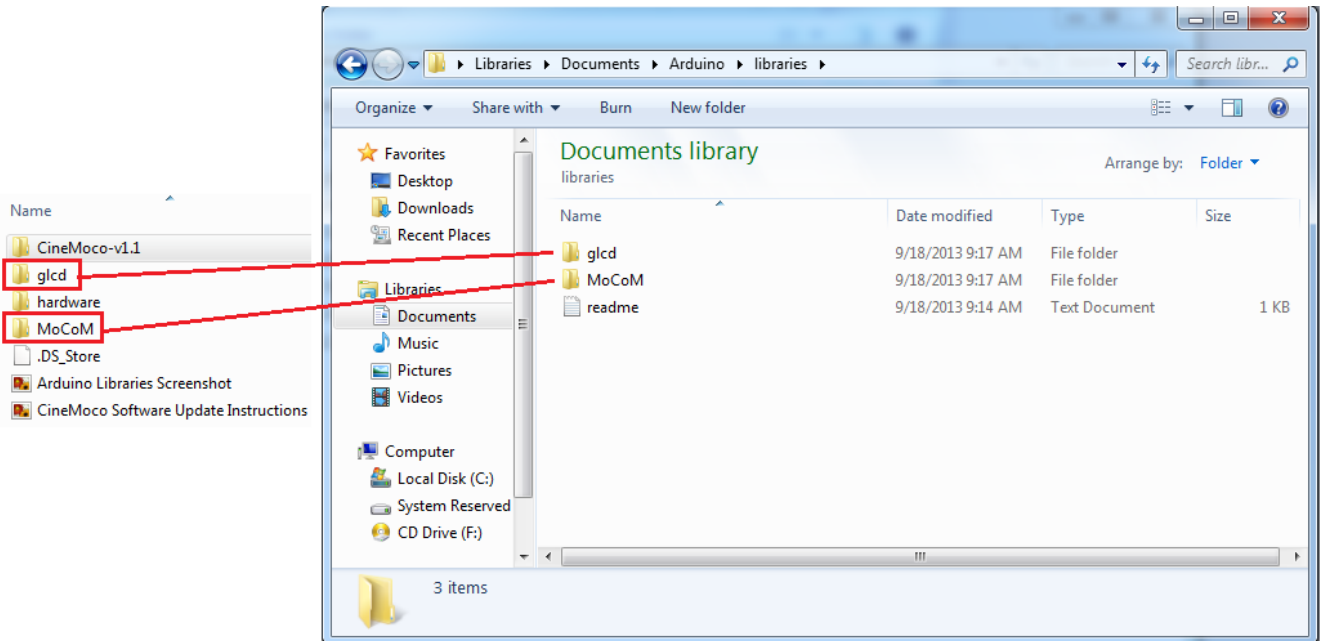 Name
CineMoco-v1.1
glcd
hardware
MoCoM
.DS_Store
Arduino Libraries Screenshot
CineMoco Software Update Instructions
Libraries Documents Arduino libraries
Search libr...
Organize Share with Burn New folder
Favorites
Desktop
Downloads
Recent Places
Libraries
Documents
Music
Pictures
Videos
Computer
Local Disk (C:)
System Reserved
CD Drive (F:)
Documents library
libraries
Arrange by: Folder
Name Date modified Type Size
glcd 9/18/2013 9:17 AM File folder
MoCoM 9/18/2013 9:17 AM File folder
readme 9/18/2013 9:14 AM Text Document 1 KB
3 items